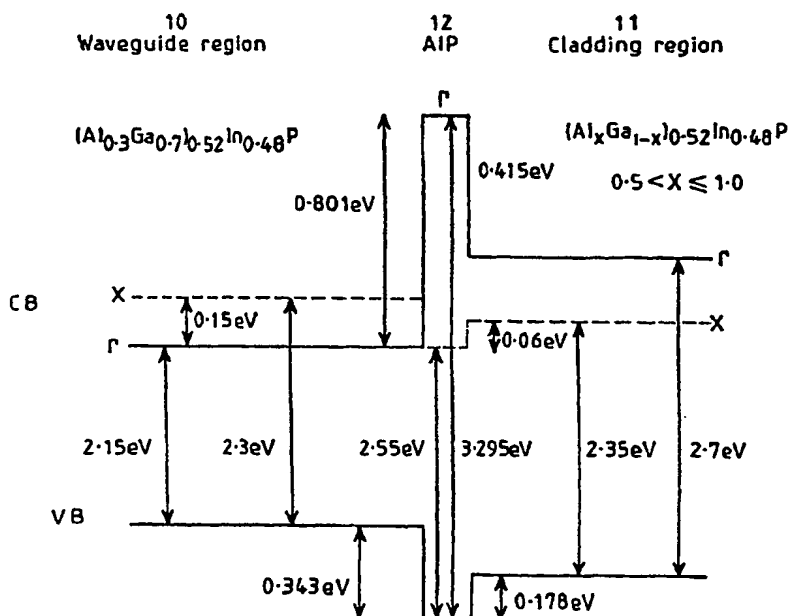 10
Waveguide region
12
AlP
11
Cladding region
Γ
(Al0·3Ga0·7)0·52In0·48P
(AlxGa1-x)0·52In0·48P
0·5<X≤1·0
0·415eV
0·801eV
Γ
CB
X
0·15eV
X
Γ
0·06eV
2·15eV
2·3eV
2·55eV
3·295eV
2·35eV
2·7eV
VB
0·343eV
0·178eV